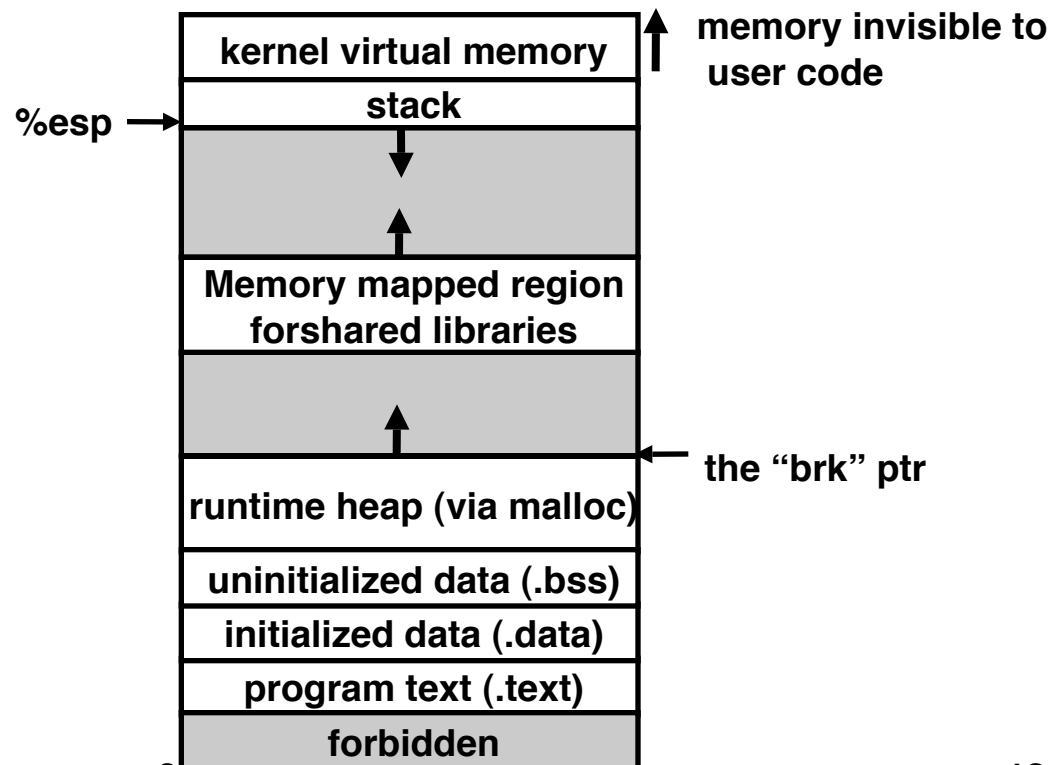 kernel virtual memory
memory invisible to
user code
stack
%esp
Memory mapped region
forshared libraries
the “brk” ptr
runtime heap (via malloc)
uninitialized data (.bss)
initialized data (.data)
program text (.text)
forbidden